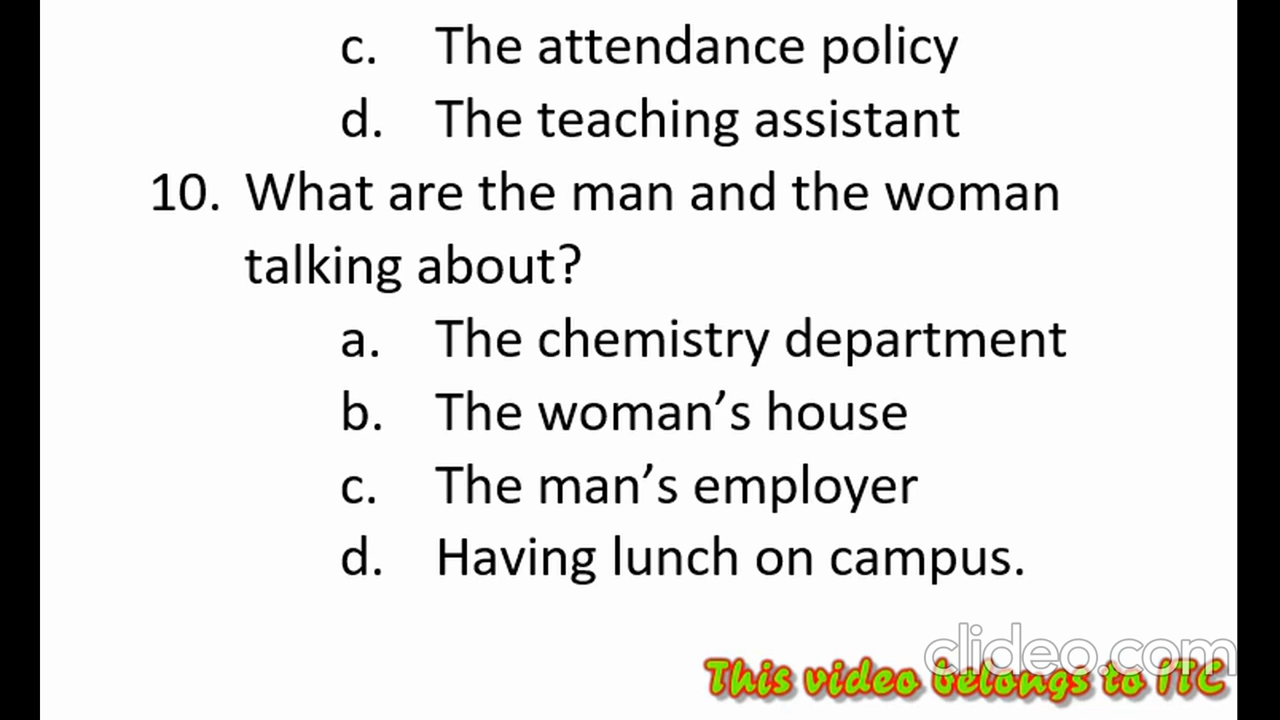 c. The attendance policy
d. The teaching assistant
10. What are the man and the woman
talking about?
a. The chemistry department
b. The woman’s house
c. The man’s employer
d. Having lunch on campus.
clideo.com
This video belongs to ITC